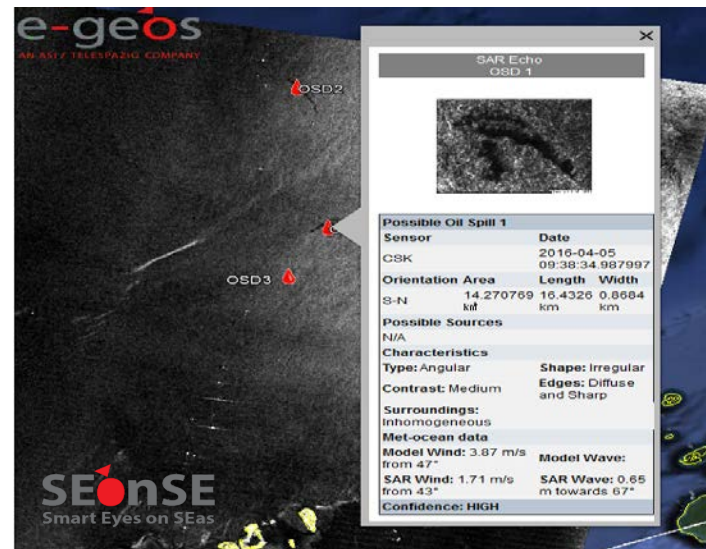 e-geos
AN ASI / TELESPAZIO COMPANY
OSD2
OSD3
SEonSE
Smart Eyes on SEas
SAR Echo
OSD 1
Possible Oil Spill 1
Sensor Date
CSK 2016-04-05
09:38:34.987997
Orientation Area Length Width
S-N 14.270769 16.4326 0.8684
km² km km
Possible Sources
N/A
Characteristics
Type: Angular Shape: Irregular
Contrast: Medium Edges: Diffuse
and Sharp
Surroundings:
Inhomogeneous
Met-ocean data
Model Wind: 3.87 m/s Model Wave:
from 47°
SAR Wind: 1.71 m/s SAR Wave: 0.65
from 43° m towards 67°
Confidence: HIGH